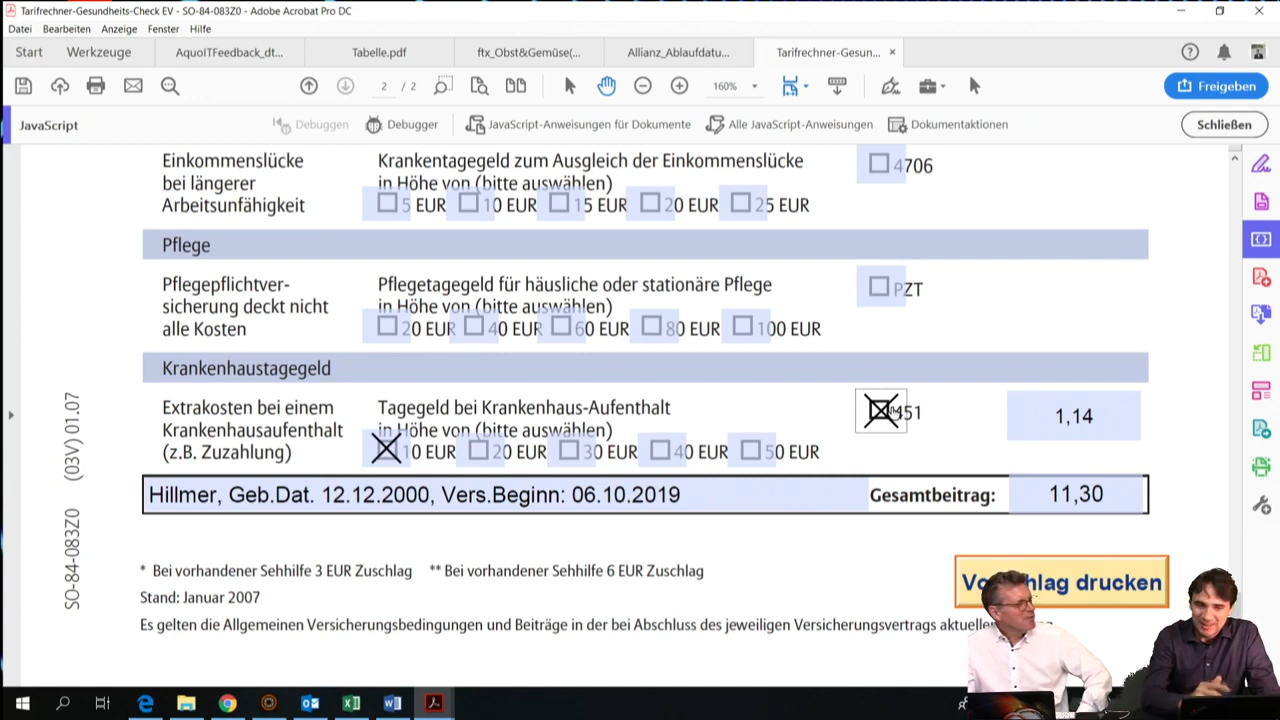 Tarifrechner-Gesundheits-Check EV - SO-84-083Z0 - Adobe Acrobat Pro DC
Datei Bearbeiten Anzeige Fenster Hilfe
Start Werkzeuge AquoITFeedback_dt... Tabelle.pdf ftx_Obst&Gemüse(... Allianz_Ablaufdatu... Tarifrechner-Gesun... ×
2 / 2 160% Freigeben
JavaScript Debuggen Debugger JavaScript-Anweisungen für Dokumente Alle JavaScript-Anweisungen Dokumentaktionen Schließen
Einkommenslücke Krankentagegeld zum Ausgleich der Einkommenslücke 4706
bei längerer in Höhe von (bitte auswählen)
Arbeitsunfähigkeit 5 EUR 10 EUR 15 EUR 20 EUR 25 EUR
Pflege
Pflegepflichtver- Pflegetagegeld für häusliche oder stationäre Pflege PZT
sicherung deckt nicht in Höhe von (bitte auswählen)
alle Kosten 20 EUR 40 EUR 60 EUR 80 EUR 100 EUR
Krankenhaustagegeld
Extrakosten bei einem Tagegeld bei Krankenhaus-Aufenthalt 451 1,14
Krankenhausaufenthalt in Höhe von (bitte auswählen)
(z.B. Zuzahlung) 10 EUR 20 EUR 30 EUR 40 EUR 50 EUR
Hillmer, Geb.Dat. 12.12.2000, Vers.Beginn: 06.10.2019 Gesamtbeitrag: 11,30
* Bei vorhandener Sehhilfe 3 EUR Zuschlag ** Bei vorhandener Sehhilfe 6 EUR Zuschlag
Vo hlag drucken
Stand: Januar 2007
Es gelten die Allgemeinen Versicherungsbedingungen und Beiträge in der bei Abschluss des jeweiligen Versicherungsvertrags aktuellen
SO-84-083Z0 (03V) 01.07